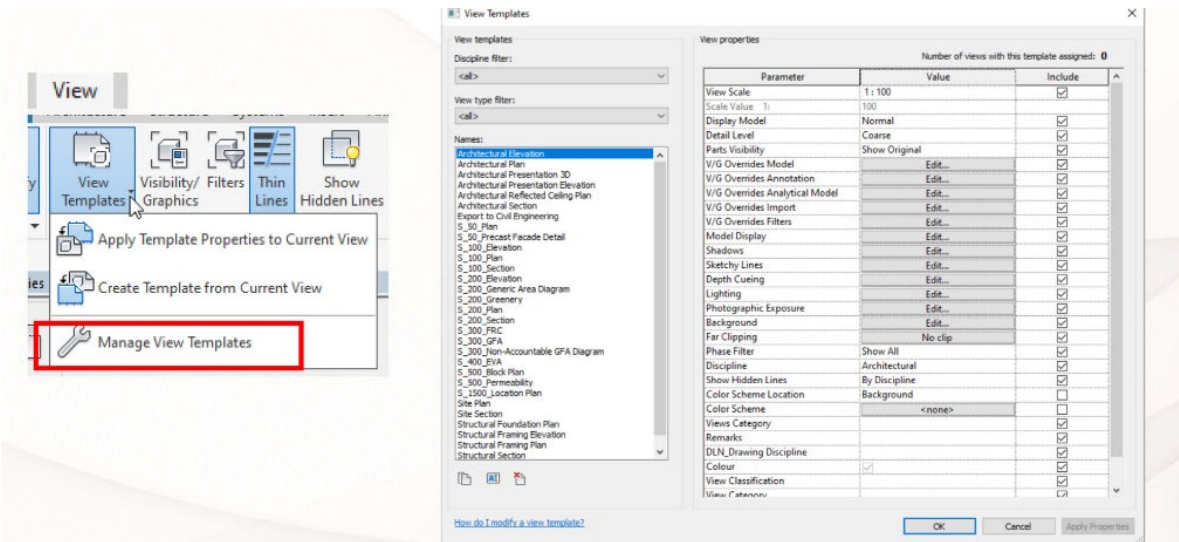 View
View Templates
Visibility/ Graphics
Filters
Thin Lines
Show Hidden Lines
Apply Template Properties to Current View
Create Template from Current View
Manage View Templates
View Templates
View templates
Discipline filter:
<all>
View type filter:
<all>
Names:
Architectural Elevation
Architectural Plan
Architectural Presentation 3D
Architectural Presentation Elevation
Architectural Reflected Ceiling Plan
Architectural Section
Export to Civil Engineering
S_50_Plan
S_50_Precast Facade Detail
S_100_Elevation
S_100_Plan
S_100_Section
S_200_Elevation
S_200_Generic Area Diagram
S_200_Greenery
S_200_Plan
S_200_Section
S_300_FRC
S_300_GFA
S_300_Non-Accountable GFA Diagram
S_400_EVA
S_500_Block Plan
S_500_Permeability
S_1500_Location Plan
Site Plan
Site Section
Structural Foundation Plan
Structural Framing Elevation
Structural Framing Plan
Structural Section
How do I modify a view template?
View properties
Number of views with this template assigned: 0
Parameter Value Include
View Scale 1 : 100
Scale Value 1: 100
Display Model Normal
Detail Level Coarse
Parts Visibility Show Original
V/G Overrides Model Edit...
V/G Overrides Annotation Edit...
V/G Overrides Analytical Model Edit...
V/G Overrides Import Edit...
V/G Overrides Filters Edit...
Model Display Edit...
Shadows Edit...
Sketchy Lines Edit...
Depth Cueing Edit...
Lighting Edit...
Photographic Exposure Edit...
Background Edit...
Far Clipping No clip
Phase Filter Show All
Discipline Architectural
Show Hidden Lines By Discipline
Color Scheme Location Background
Color Scheme <none>
Views Category
Remarks
DLN_Drawing Discipline
Colour
View Classification
View Category
OK Cancel Apply Properties